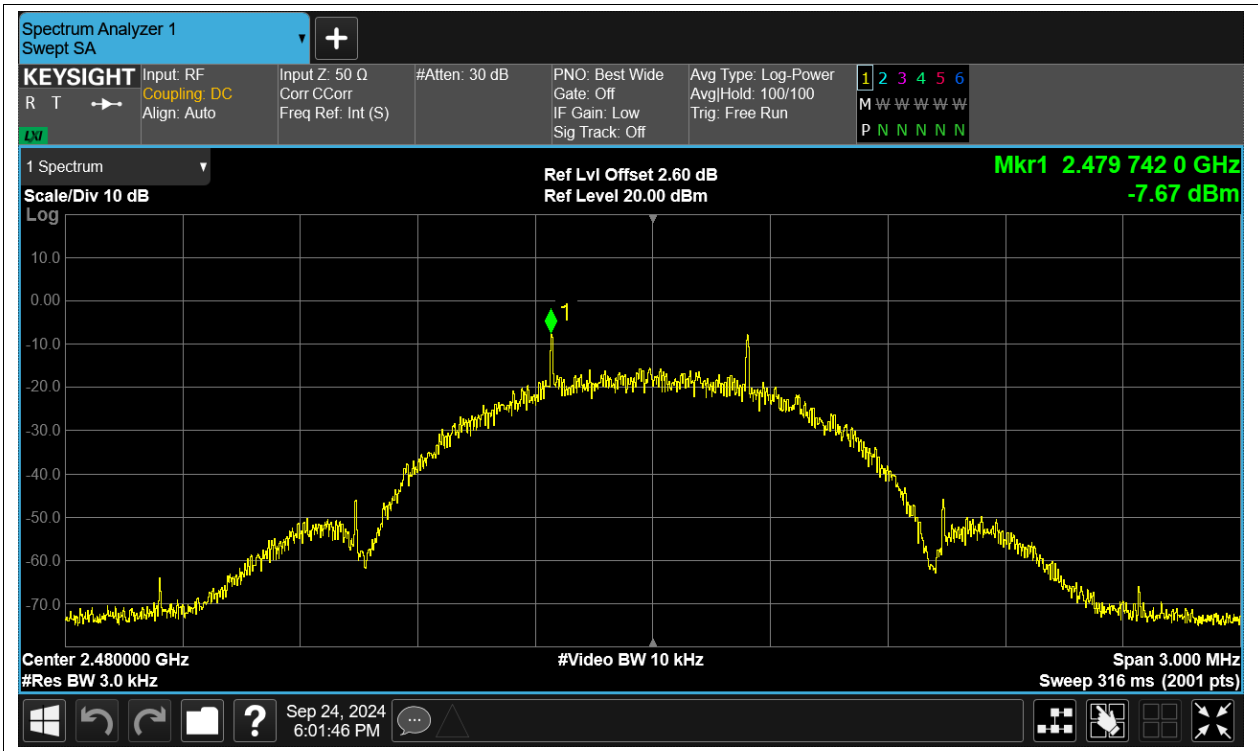 Spectrum Analyzer 1
Swept SA
KEYSIGHT
R T
LXI
Input: RF
Coupling: DC
Align: Auto
Input Z: 50 Ω
Corr CCorr
Freq Ref: Int (S)
#Atten: 30 dB
PNO: Best Wide
Gate: Off
IF Gain: Low
Sig Track: Off
Avg Type: Log-Power
Avg|Hold: 100/100
Trig: Free Run
1 2 3 4 5 6
M W W W W W
P N N N N N
1 Spectrum
Scale/Div 10 dB
Log
Ref Lvl Offset 2.60 dB
Ref Level 20.00 dBm
Mkr1 2.479 742 0 GHz
-7.67 dBm
10.0
0.00
1
-10.0
-20.0
-30.0
-40.0
-50.0
-60.0
-70.0
Center 2.480000 GHz
#Video BW 10 kHz
Span 3.000 MHz
#Res BW 3.0 kHz
Sweep 316 ms (2001 pts)
?
Sep 24, 2024
6:01:46 PM